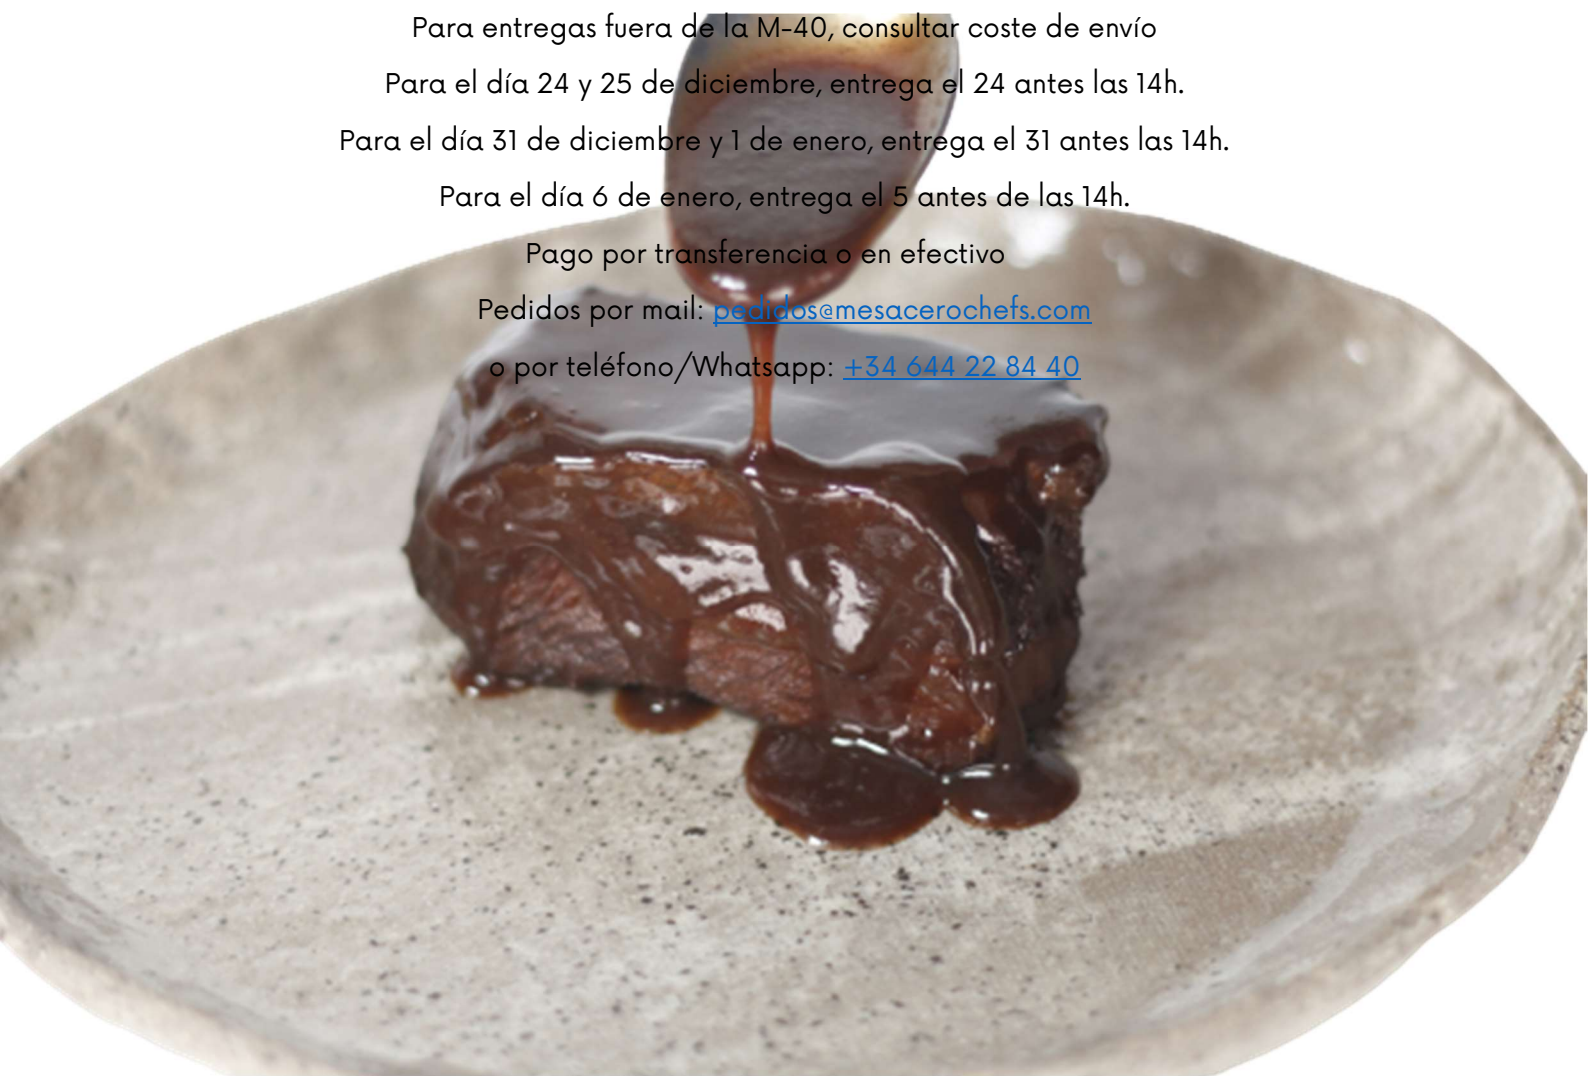 Para entregas fuera de la M-40, consultar coste de envío
Para el día 24 y 25 de diciembre, entrega el 24 antes las 14h.
Para el día 31 de diciembre y 1 de enero, entrega el 31 antes las 14h.
Para el día 6 de enero, entrega el 5 antes de las 14h.
Pago por transferencia o en efectivo
Pedidos por mail: pedidos@mesacerochefs.com
o por teléfono/Whatsapp: +34 644 22 84 40